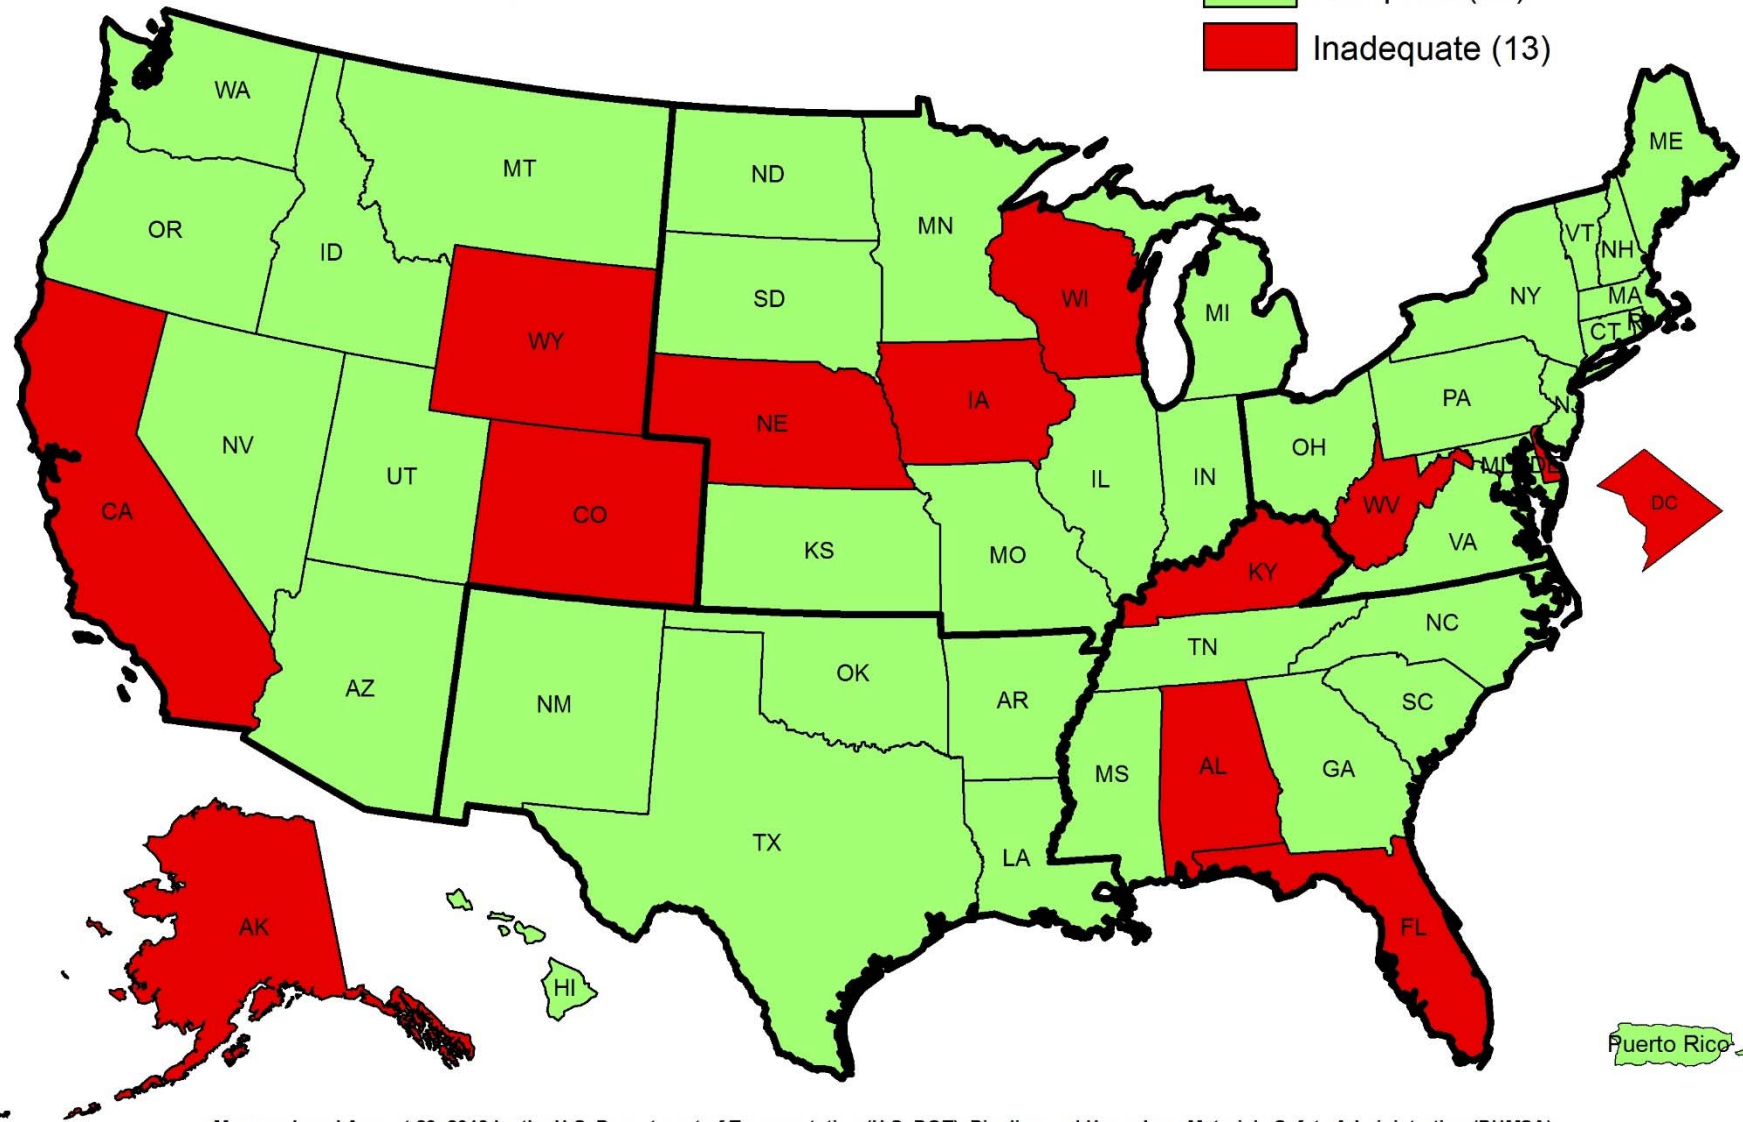 Inadequate (13)
WA
MT
ND
MN
ME
OR
ID
SD
WI
MI
NY
VT
NH
MA
CT
WY
NE
IA
PA
NJ
NV
UT
CO
KS
MO
IL
IN
OH
WV
MD
DE
DC
VA
CA
KY
AZ
NM
OK
AR
TN
NC
SC
MS
AL
GA
TX
LA
FL
AK
HI
Puerto Rico